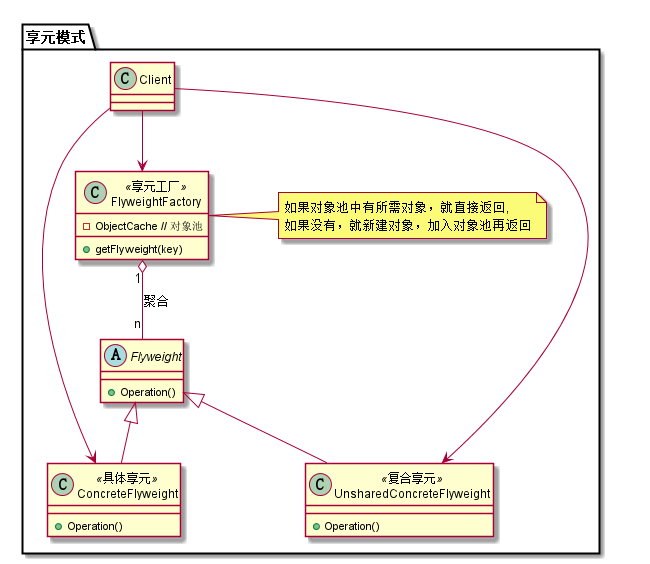 享元模式
C Client
«享元工厂»
C FlyweightFactory
ObjectCache // 对象池
getFlyweight(key)
如果对象池中有所需对象，就直接返回,
如果没有，就新建对象，加入对象池再返回
1
聚合
n
A Flyweight
Operation()
«具体享元»
C ConcreteFlyweight
Operation()
«复合享元»
C UnsharedConcreteFlyweight
Operation()